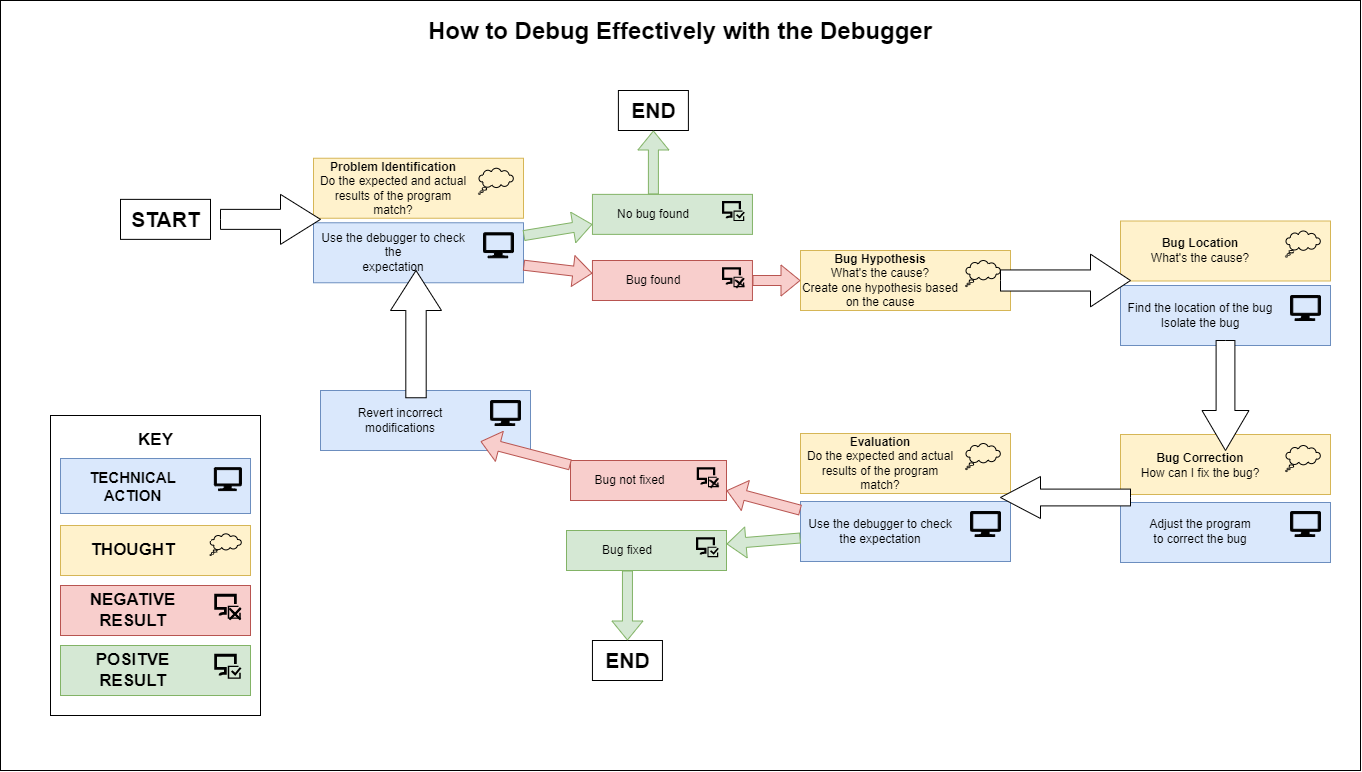 How to Debug Effectively with the Debugger
END
Problem Identification
Do the expected and actual
results of the program
match?
START
No bug found
Use the debugger to check
the
expectation
Bug found
Bug Hypothesis
What's the cause?
Create one hypothesis based
on the cause
Bug Location
What's the cause?
Find the location of the bug
Isolate the bug
Bug Correction
How can I fix the bug?
Adjust the program
to correct the bug
Evaluation
Do the expected and actual
results of the program
match?
Use the debugger to check
the expectation
Bug not fixed
Bug fixed
END
Revert incorrect
modifications
KEY
TECHNICAL
ACTION
THOUGHT
NEGATIVE
RESULT
POSITVE
RESULT